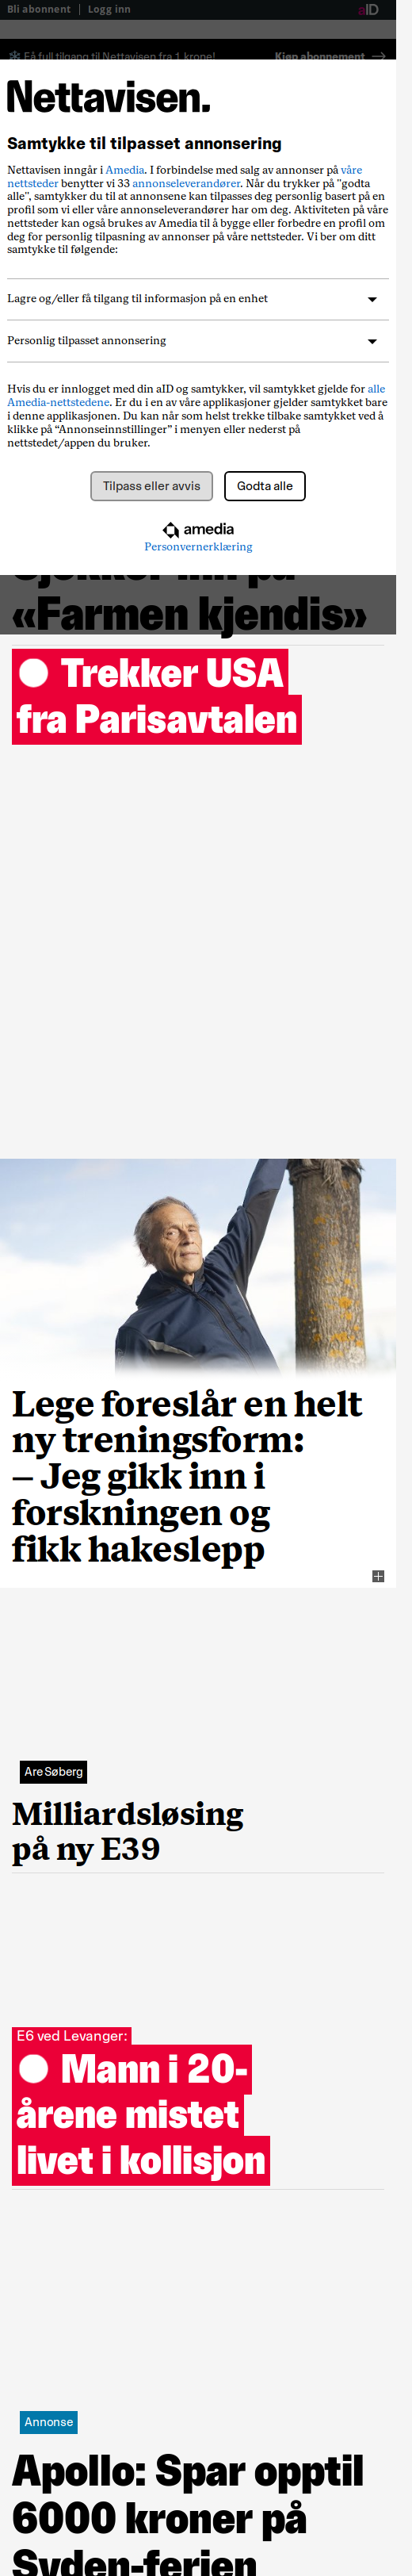 Bli abonnent | Logg inn
aID
Få full tilgang til Nettavisen fra 1 krone!
Kjøp abonnement →
Nettavisen.
Samtykke til tilpasset annonsering
Nettavisen inngår i Amedia. I forbindelse med salg av annonser på våre
nettsteder benytter vi 33 annonseleverandører. Når du trykker på "godta
alle", samtykker du til at annonsene kan tilpasses deg personlig basert på en
profil som vi eller våre annonseleverandører har om deg. Aktiviteten på våre
nettsteder kan også brukes av Amedia til å bygge eller forbedre en profil om
deg for personlig tilpasning av annonser på våre nettsteder. Vi ber om ditt
samtykke til følgende:
Lagre og/eller få tilgang til informasjon på en enhet
Personlig tilpasset annonsering
Hvis du er innlogget med din aID og samtykker, vil samtykket gjelde for alle
Amedia-nettstedene. Er du i en av våre applikasjoner gjelder samtykket bare
i denne applikasjonen. Du kan når som helst trekke tilbake samtykket ved å
klikke på “Annonseinnstillinger” i menyen eller nederst på
nettstedet/appen du bruker.
Tilpass eller avvis
Godta alle
amedia
Personvernerklæring
«Farmen kjendis»
Trekker USA
fra Parisavtalen
Lege foreslår en helt
ny treningsform:
– Jeg gikk inn i
forskningen og
fikk hakeslepp
Are Søberg
Milliardsløsing
på ny E39
E6 ved Levanger:
Mann i 20-
årene mistet
livet i kollisjon
Annonse
Apollo: Spar opptil
6000 kroner på
Syden-ferien